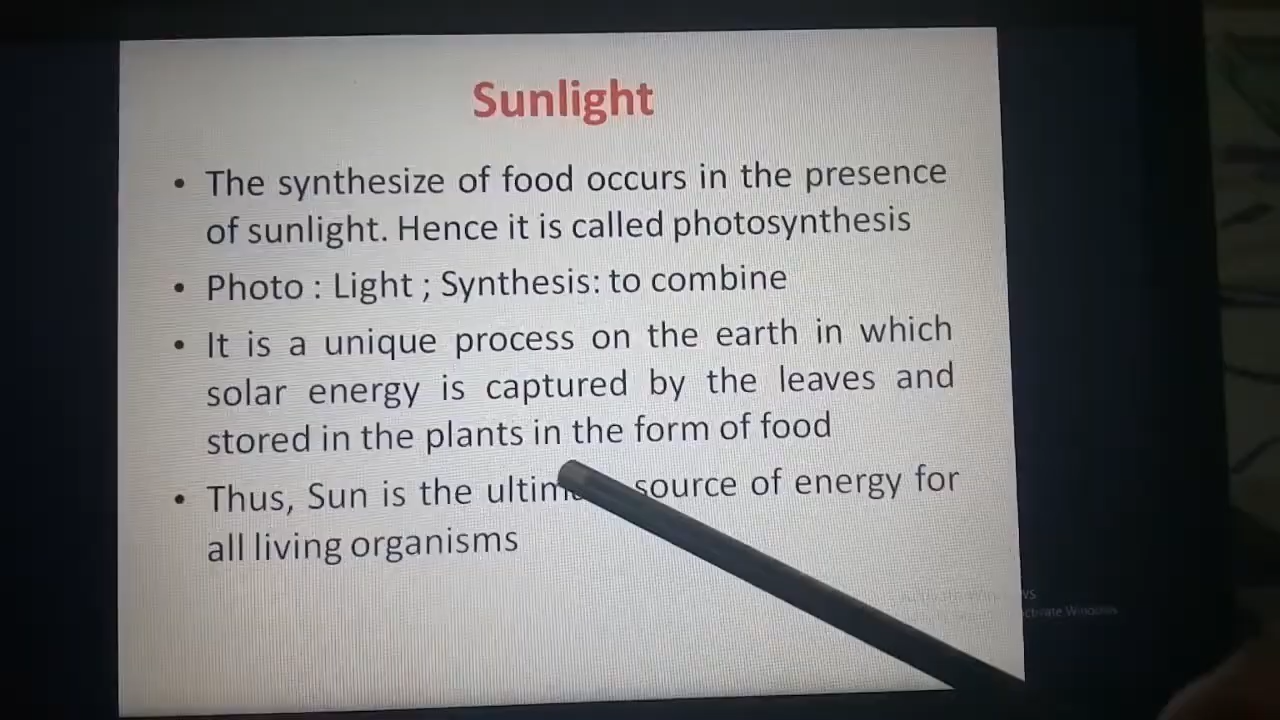 Sunlight
• The synthesize of food occurs in the presence
of sunlight. Hence it is called photosynthesis
• Photo : Light ; Synthesis: to combine
• It is a unique process on the earth in which
solar energy is captured by the leaves and
stored in the plants in the form of food
• Thus, Sun is the source of energy for
all living organisms
Activate Windows